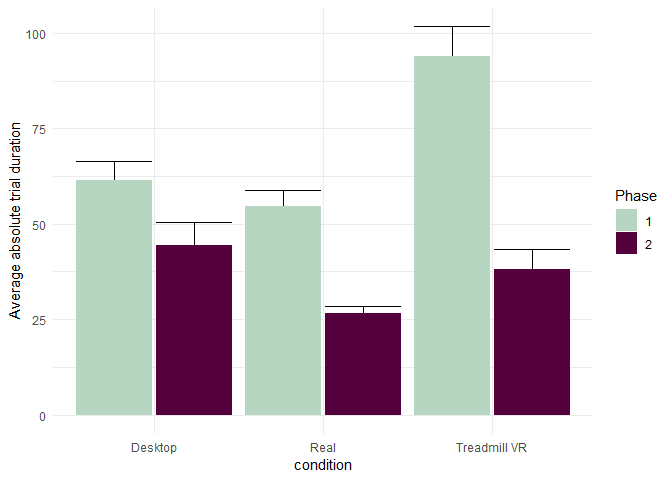 Average absolute trial duration
100
75
50
25
0
Desktop
Real
Treadmill VR
condition
Phase
1
2